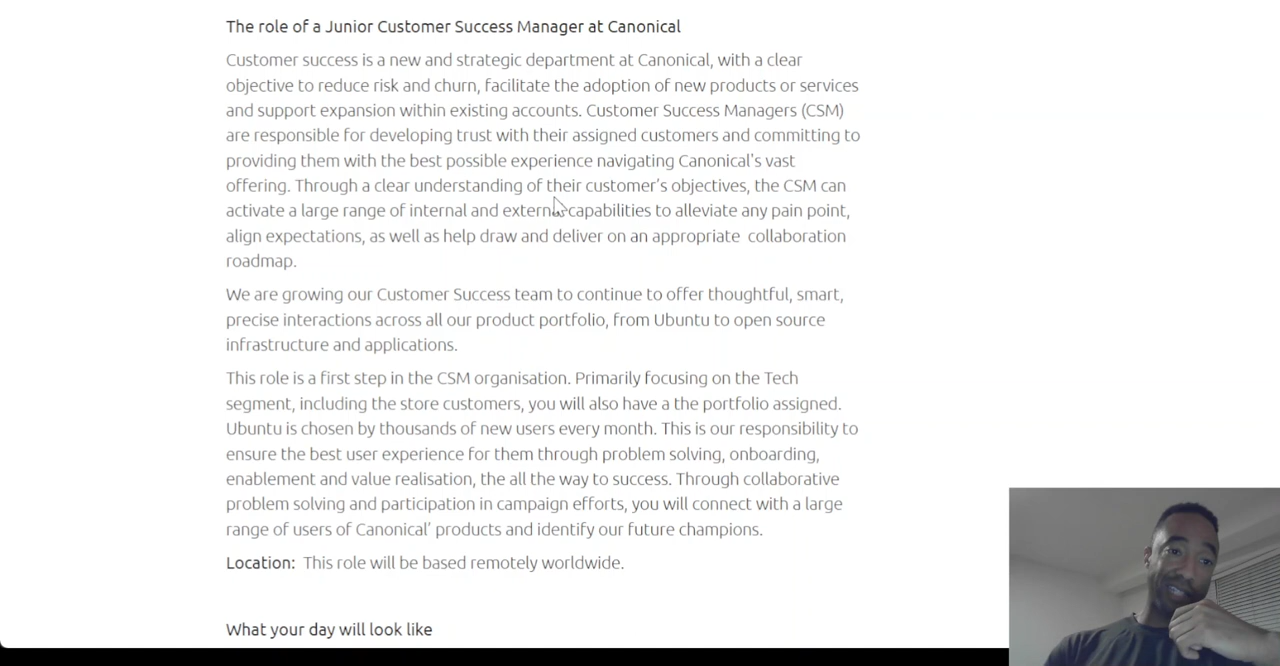 The role of a Junior Customer Success Manager at Canonical
Customer success is a new and strategic department at Canonical, with a clear
objective to reduce risk and churn, facilitate the adoption of new products or services
and support expansion within existing accounts. Customer Success Managers (CSM)
are responsible for developing trust with their assigned customers and committing to
providing them with the best possible experience navigating Canonical's vast
offering. Through a clear understanding of their customer's objectives, the CSM can
activate a large range of internal and external capabilities to alleviate any pain point,
align expectations, as well as help draw and deliver on an appropriate collaboration
roadmap.
We are growing our Customer Success team to continue to offer thoughtful, smart,
precise interactions across all our product portfolio, from Ubuntu to open source
infrastructure and applications.
This role is a first step in the CSM organisation. Primarily focusing on the Tech
segment, including the store customers, you will also have a the portfolio assigned.
Ubuntu is chosen by thousands of new users every month. This is our responsibility to
ensure the best user experience for them through problem solving, onboarding,
enablement and value realisation, the all the way to success. Through collaborative
problem solving and participation in campaign efforts, you will connect with a large
range of users of Canonical' products and identify our future champions.
Location: This role will be based remotely worldwide.
What your day will look like